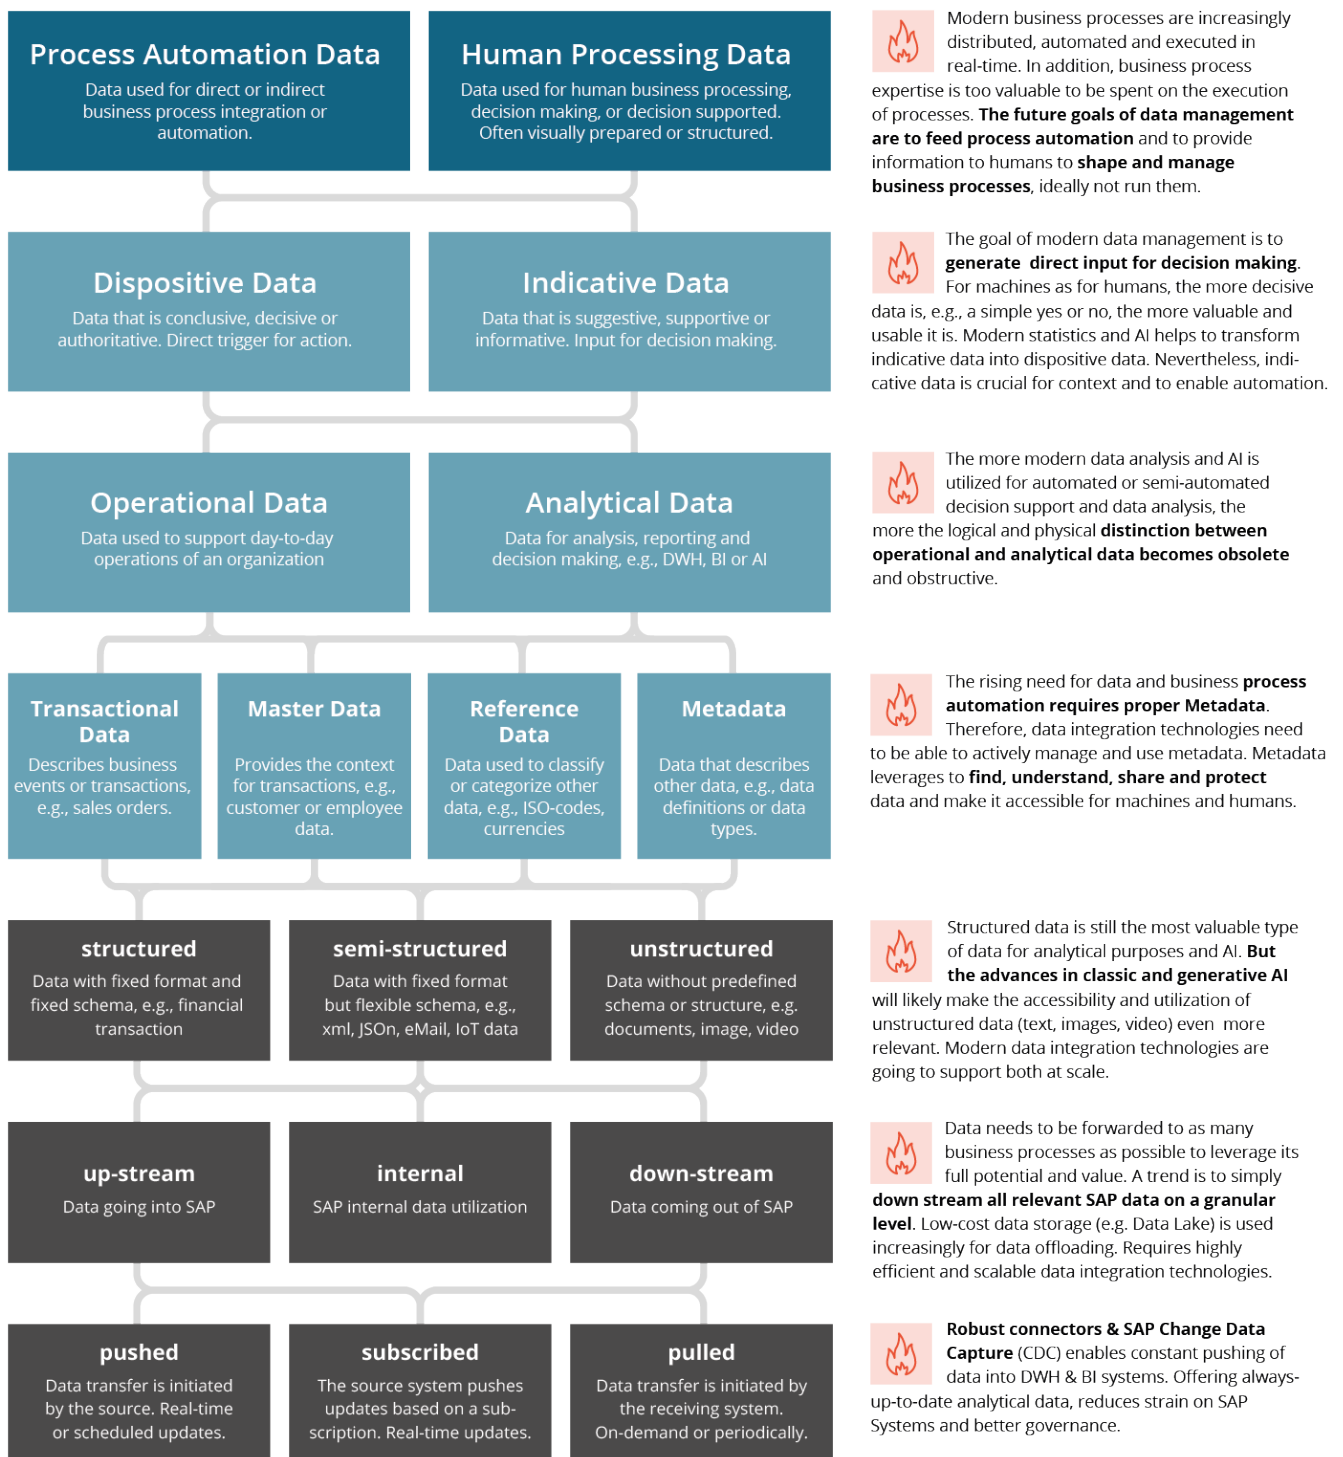 Process Automation Data
Data used for direct or indirect
business process integration or
automation.
Human Processing Data
Data used for human business processing,
decision making, or decision supported.
Often visually prepared or structured.
Modern business processes are increasingly
distributed, automated and executed in
real-time. In addition, business process
expertise is too valuable to be spent on the execution
of processes. The future goals of data management
are to feed process automation and to provide
information to humans to shape and manage
business processes, ideally not run them.
Dispositive Data
Data that is conclusive, decisive or
authoritative. Direct trigger for action.
Indicative Data
Data that is suggestive, supportive or
informative. Input for decision making.
The goal of modern data management is to
generate direct input for decision making.
For machines as for humans, the more decisive
data is, e.g., a simple yes or no, the more valuable and
usable it is. Modern statistics and AI helps to transform
indicative data into dispositive data. Nevertheless, indi-
cative data is crucial for context and to enable automation.
Operational Data
Data used to support day-to-day
operations of an organization
Analytical Data
Data for analysis, reporting and
decision making, e.g., DWH, BI or AI
The more modern data analysis and AI is
utilized for automated or semi-automated
decision support and data analysis, the
more the logical and physical distinction between
operational and analytical data becomes obsolete
and obstructive.
Transactional
Data
Describes business
events or transactions,
e.g., sales orders.
Master Data
Provides the context
for transactions, e.g.,
customer or employee
data.
Reference
Data
Data used to classify
or categorize other
data, e.g., ISO-codes,
currencies
Metadata
Data that describes
other data, e.g., data
definitions or data
types.
The rising need for data and business process
automation requires proper Metadata.
Therefore, data integration technologies need
to be able to actively manage and use metadata. Metadata
leverages to find, understand, share and protect
data and make it accessible for machines and humans.
structured
Data with fixed format and
fixed schema, e.g., financial
transaction
semi-structured
Data with fixed format
but flexible schema, e.g.,
xml, JSOn, eMail, IoT data
unstructured
Data without predefined
schema or structure, e.g.
documents, image, video
Structured data is still the most valuable type
of data for analytical purposes and AI. But
the advances in classic and generative AI
will likely make the accessibility and utilization of
unstructured data (text, images, video) even more
relevant. Modern data integration technologies are
going to support both at scale.
up-stream
Data going into SAP
internal
SAP internal data utilization
down-stream
Data coming out of SAP
Data needs to be forwarded to as many
business processes as possible to leverage its
full potential and value. A trend is to simply
down stream all relevant SAP data on a granular
level. Low-cost data storage (e.g. Data Lake) is used
increasingly for data offloading. Requires highly
efficient and scalable data integration technologies.
pushed
Data transfer is initiated
by the source. Real-time
or scheduled updates.
subscribed
The source system pushes
updates based on a sub-
scription. Real-time updates.
pulled
Data transfer is initiated by
the receiving system.
On-demand or periodically.
Robust connectors & SAP Change Data
Capture (CDC) enables constant pushing of
data into DWH & BI systems. Offering always-
up-to-date analytical data, reduces strain on SAP
Systems and better governance.